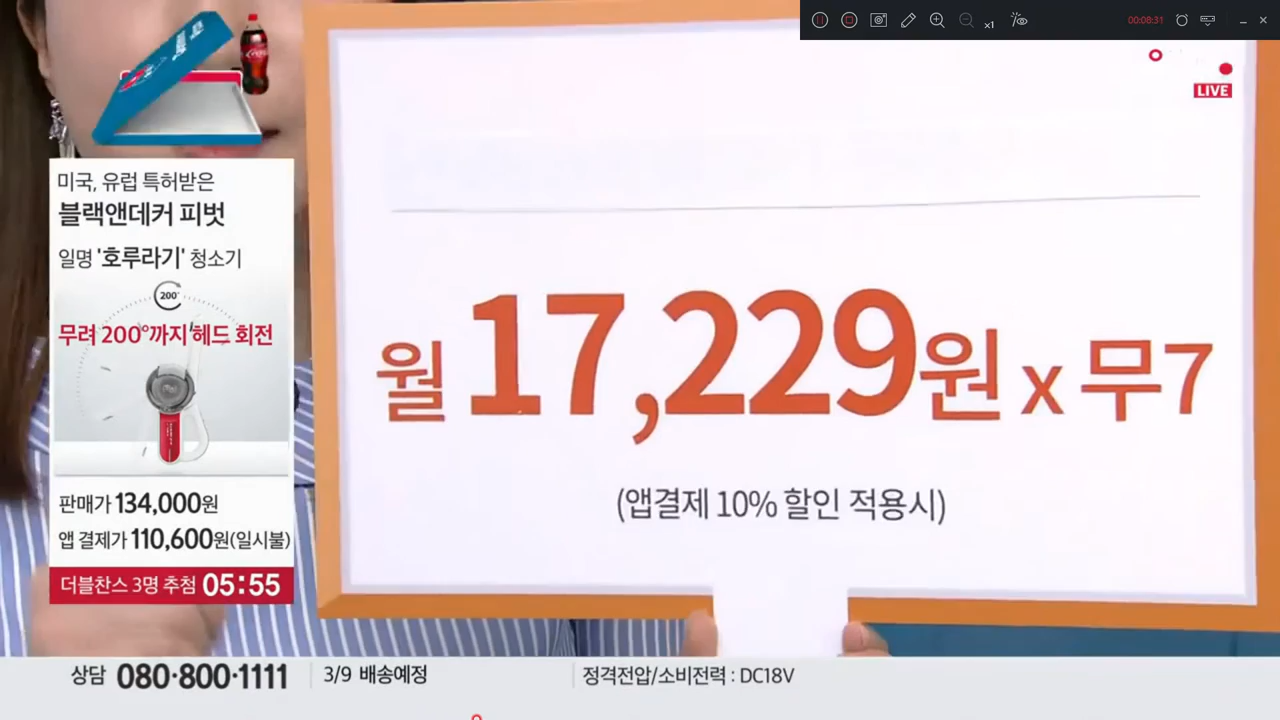 00:08:31
x1
LIVE
미국, 유럽 특허받은
블랙앤데커 피벗
일명 '호루라기' 청소기
200°
무려 200°까지 헤드 회전
판매가 134,000원
앱 결제가 110,600원(일시불)
더블찬스 3명 추첨 05:55
월 17,229원 x 무7
(앱결제 10% 할인 적용시)
상담 080·800·1111
3/9 배송예정
정격전압/소비전력 : DC18V